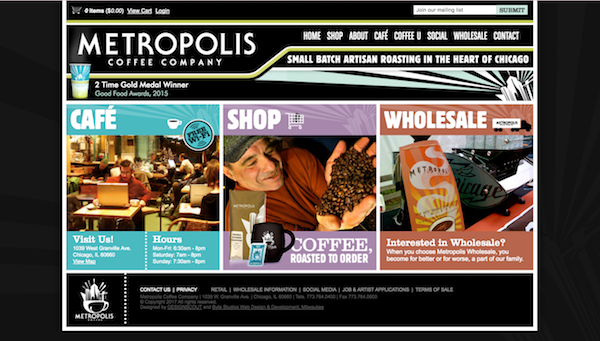 0 items ($0.00) View Cart Login
Join our mailing list SUBMIT
METROPOLIS
COFFEE COMPANY
HOME SHOP ABOUT CAFÉ COFFEE U SOCIAL WHOLESALE CONTACT
SMALL BATCH ARTISAN ROASTING IN THE HEART OF CHICAGO
2 Time Gold Medal Winner
Good Food Awards, 2015
CAFÉ
FREE
Wi-Fi
Visit Us!
1039 West Granville Ave.
Chicago, IL 60660
View Map
Hours
Mon-Fri: 6:30am - 8pm
Saturday: 7am - 8pm
Sunday: 7:30am - 8pm
SHOP
METROPOLIS
COFFEE,
ROASTED TO ORDER
WHOLESALE
METROPOLIS
METROPOLIS
Interested in Wholesale?
When you choose Metropolis Wholesale, you
become for better or for worse, a part of our family.
METROPOLIS
COFFEE
CONTACT US | PRIVACY RETAIL | WHOLESALE INFORMATION | SOCIAL MEDIA | JOB & ARTIST APPLICATIONS | TERMS OF SALE
Metropolis Coffee Company | 1039 W. Granville Ave. | Chicago, IL 60660 | Tele. 773.764.0400 | Fax 773.764.0600
© Copyright 2017 All rights reserved
Designed by DESIGNSCOUT and Byte Studios Web Design & Development, Milwaukee